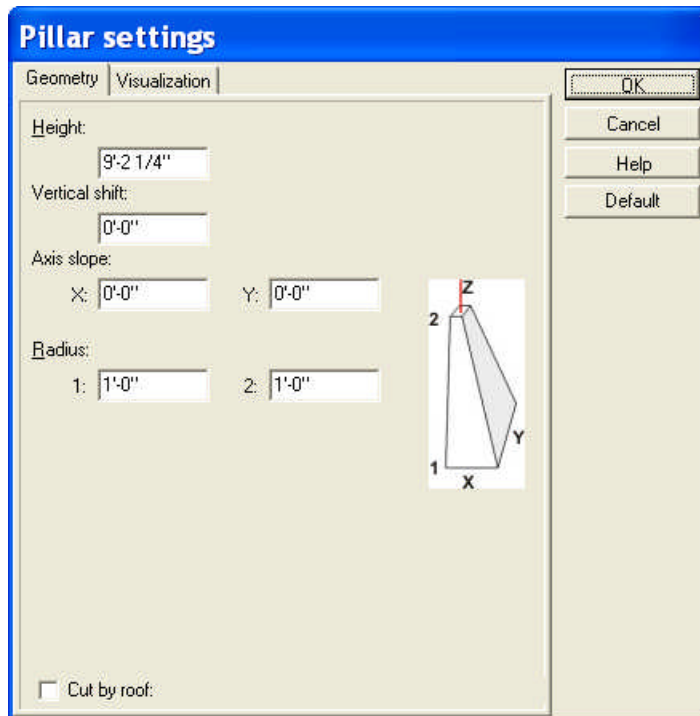 Pillar settings
Geometry Visualization
OK
Cancel
Help
Default
Height:
9'-2 1/4"
Vertical shift:
0'-0"
Axis slope:
X: 0'-0" Y: 0'-0"
Radius:
1: 1'-0" 2: 1'-0"
Z
2
Y
1
X
Cut by roof: